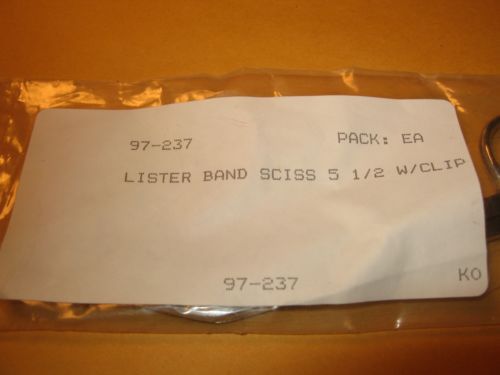 97-237 PACK: EA
LISTER BAND SCISS 5 1/2 W/CLIP
97-237
KO